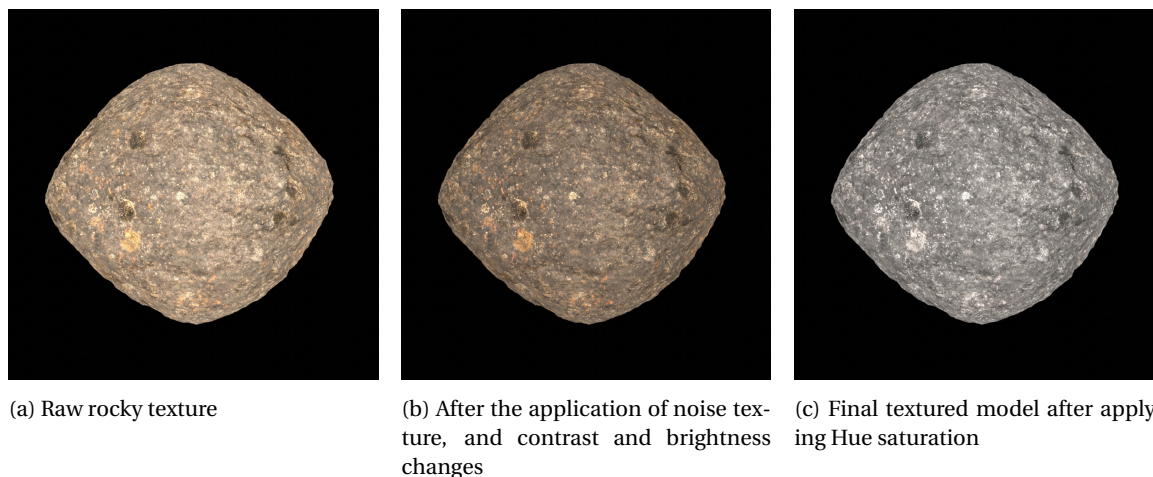 (a) Raw rocky texture
(b) After the application of noise tex-
ture, and contrast and brightness
changes
(c) Final textured model after apply
ing Hue saturation